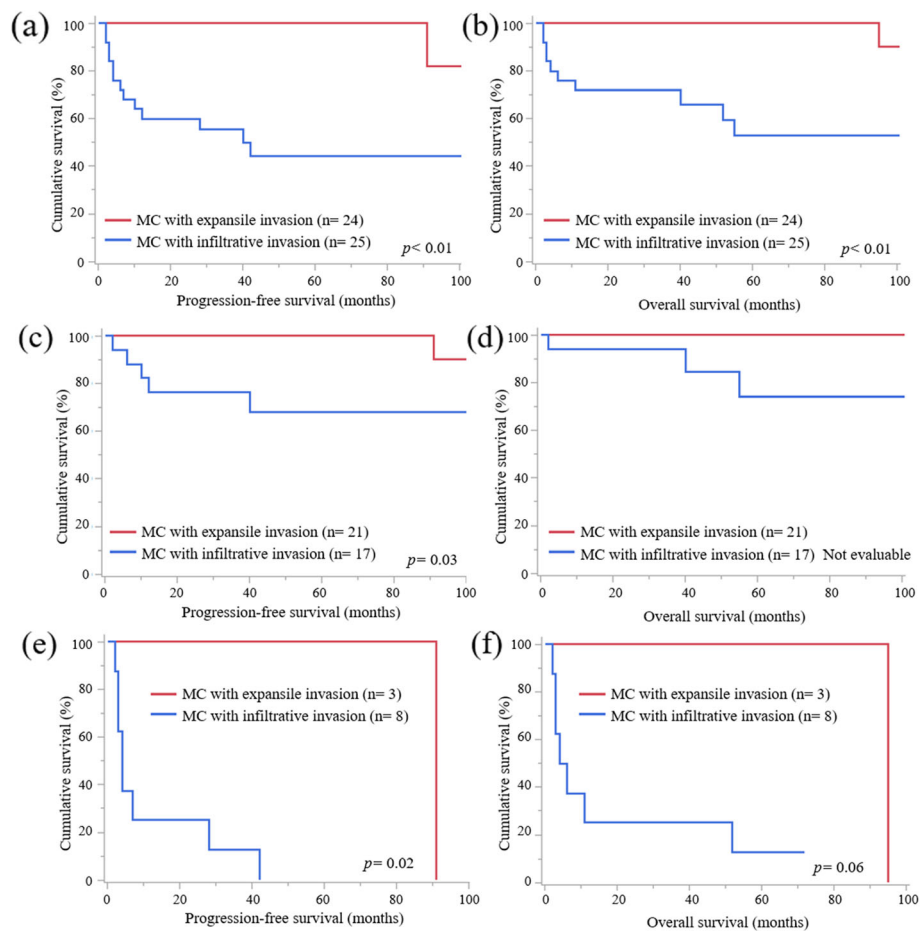 (a)
Cumulative survival (%)
100
80
60
40
20
0
MC with expansile invasion (n= 24)
MC with infiltrative invasion (n= 25)
p< 0.01
0 20 40 60 80 100
Progression-free survival (months)
(b)
Cumulative survival (%)
100
80
60
40
20
0
MC with expansile invasion (n= 24)
MC with infiltrative invasion (n= 25)
p< 0.01
0 20 40 60 80 100
Overall survival (months)
(c)
Cumulative survival (%)
100
80
60
40
20
0
MC with expansile invasion (n= 21)
MC with infiltrative invasion (n= 17)
p= 0.03
0 20 40 60 80 100
Progression-free survival (months)
(d)
Cumulative survival (%)
100
80
60
40
20
0
MC with expansile invasion (n= 21)
MC with infiltrative invasion (n= 17) Not evaluable
0 20 40 60 80 100
Overall survival (months)
(e)
Cumulative survival (%)
100
80
60
40
20
0
MC with expansile invasion (n= 3)
MC with infiltrative invasion (n= 8)
p= 0.02
0 20 40 60 80 100
Progression-free survival (months)
(f)
Cumulative survival (%)
100
80
60
40
20
0
MC with expansile invasion (n= 3)
MC with infiltrative invasion (n= 8)
p= 0.06
0 20 40 60 80 100
Overall survival (months)